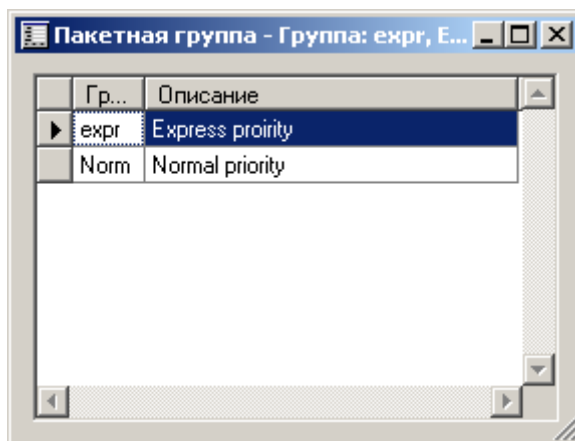 Пакетная группа - Группа: expr, E...
Гр... Описание
expr Express proirity
Norm Normal priority